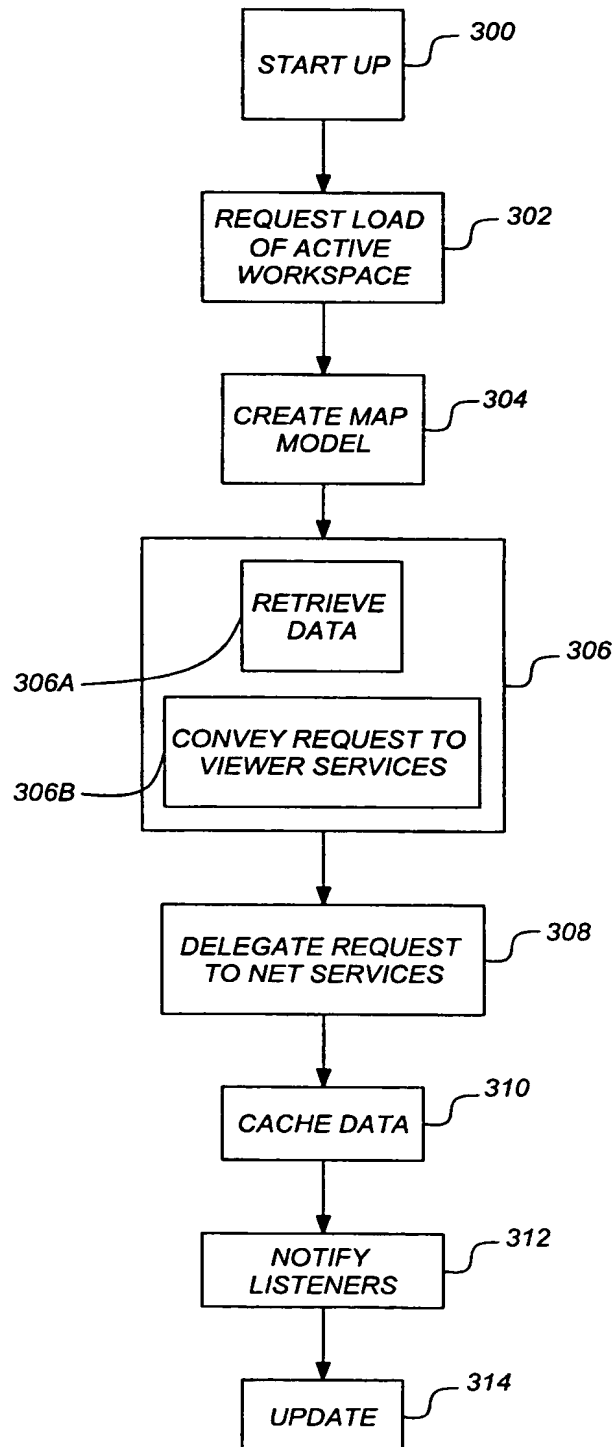 START UP
300
REQUEST LOAD
OF ACTIVE
WORKSPACE
302
CREATE MAP
MODEL
304
RETRIEVE
DATA
306A
306
CONVEY REQUEST TO
VIEWER SERVICES
306B
DELEGATE REQUEST
TO NET SERVICES
308
CACHE DATA
310
NOTIFY
LISTENERS
312
UPDATE
314